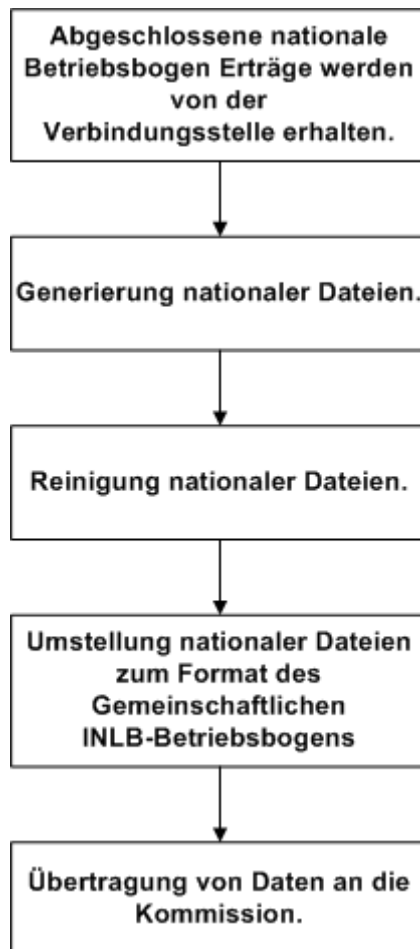 Abgeschlossene nationale
Betriebsbogen Erträge werden
von der
Verbindungsstelle erhalten.
Generierung nationaler Dateien.
Reinigung nationaler Dateien.
Umstellung nationaler Dateien
zum Format des
Gemeinschaftlichen
INLB-Betriebsbogens
Übertragung von Daten an die
Kommission.